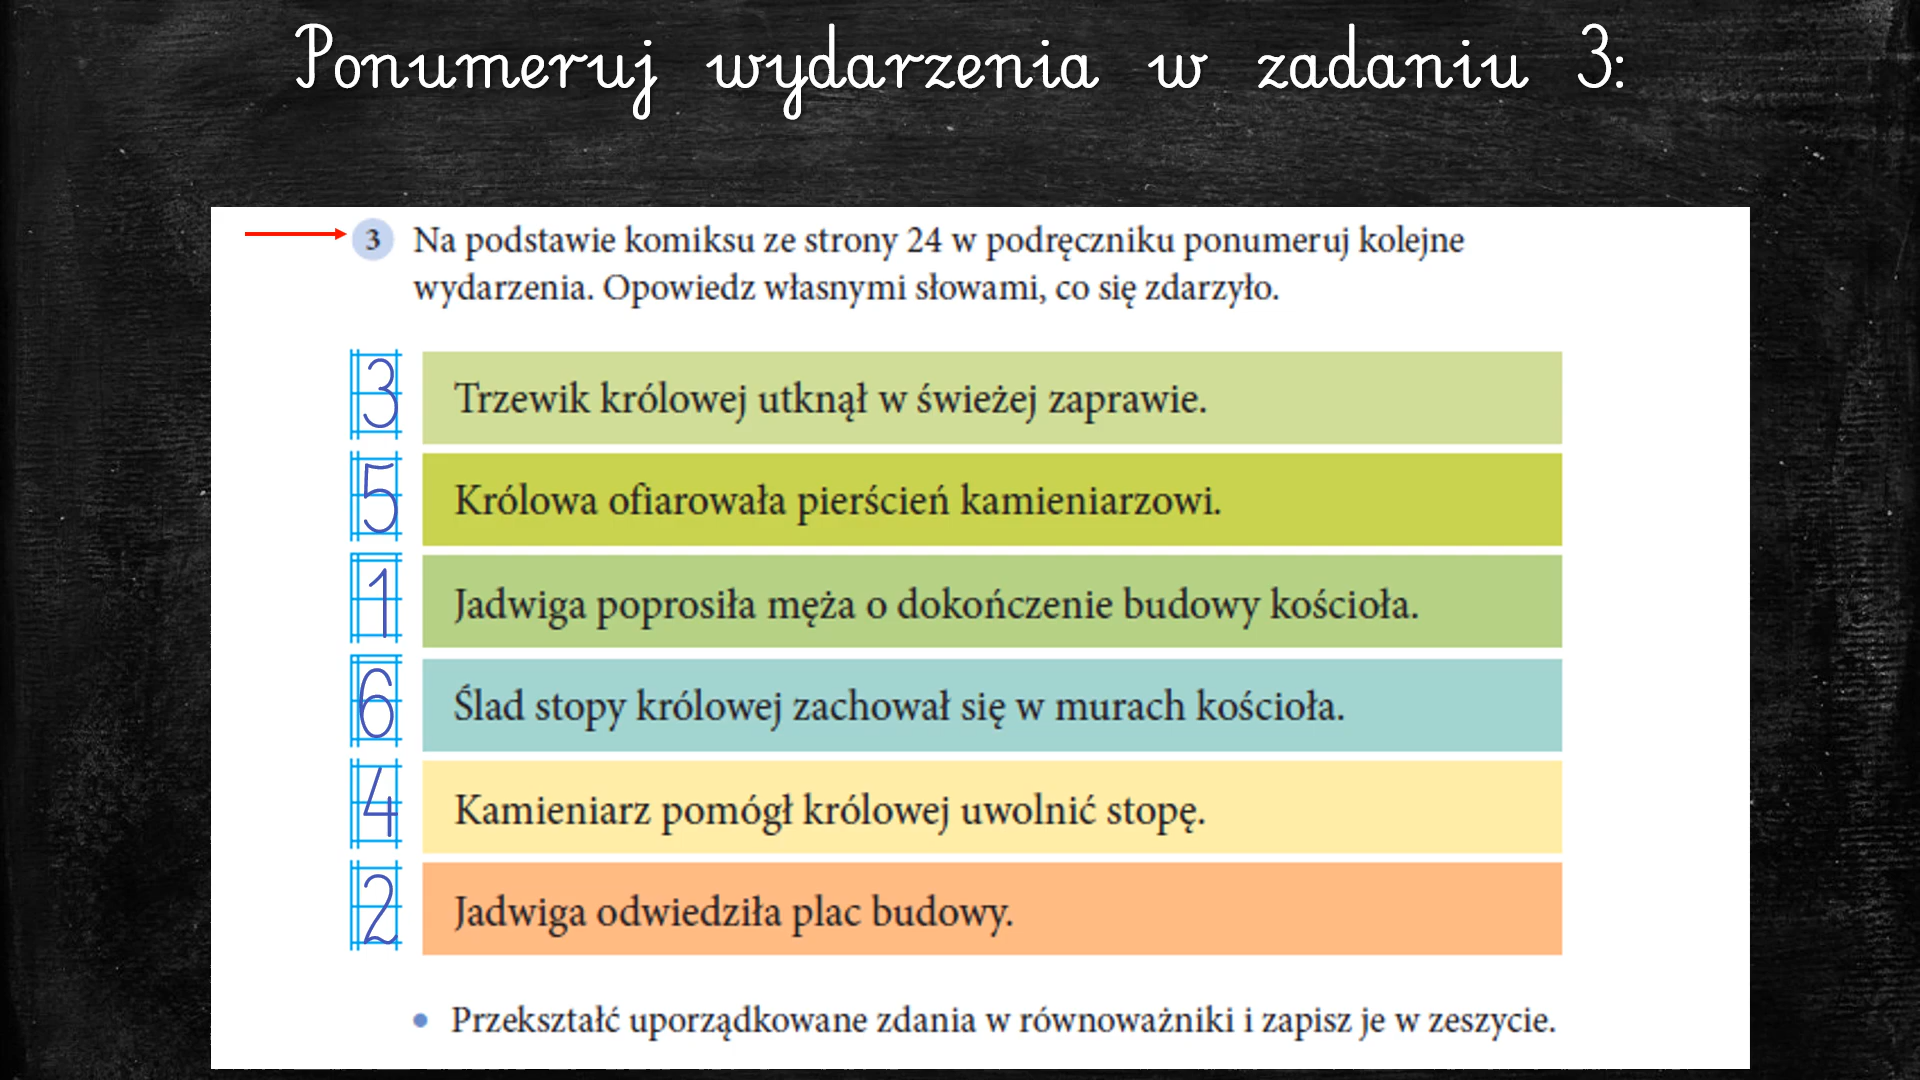 Ponumeruj wydarzenia w zadaniu 3:
3 Na podstawie komiksu ze strony 24 w podręczniku ponumeruj kolejne
wydarzenia. Opowiedz własnymi słowami, co się zdarzyło.
3 Trzewik królowej utknął w świeżej zaprawie.
5 Królowa ofiarowała pierścień kamieniarzowi.
1 Jadwiga poprosiła męża o dokończenie budowy kościoła.
6 Ślad stopy królowej zachował się w murach kościoła.
4 Kamieniarz pomógł królowej uwolnić stopę.
2 Jadwiga odwiedziła plac budowy.
• Przekształć uporządkowane zdania w równoważniki i zapisz je w zeszycie.